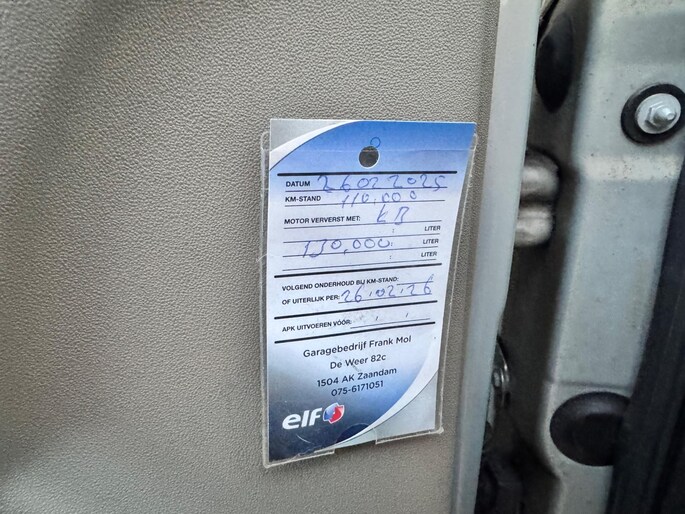 DATUM 26 02 2025
KM-STAND 110.000
MOTOR VERVERST MET:
LITER
130,000 LITER
LITER
VOLGEND ONDERHOUD BIJ KM-STAND:
OF UITERLIJK PER: 26.02.26
APK UITVOEREN VÓÓR:
Garagebedrijf Frank Mol
De Weer 82c
1504 AK Zaandam
075-6171051
elf